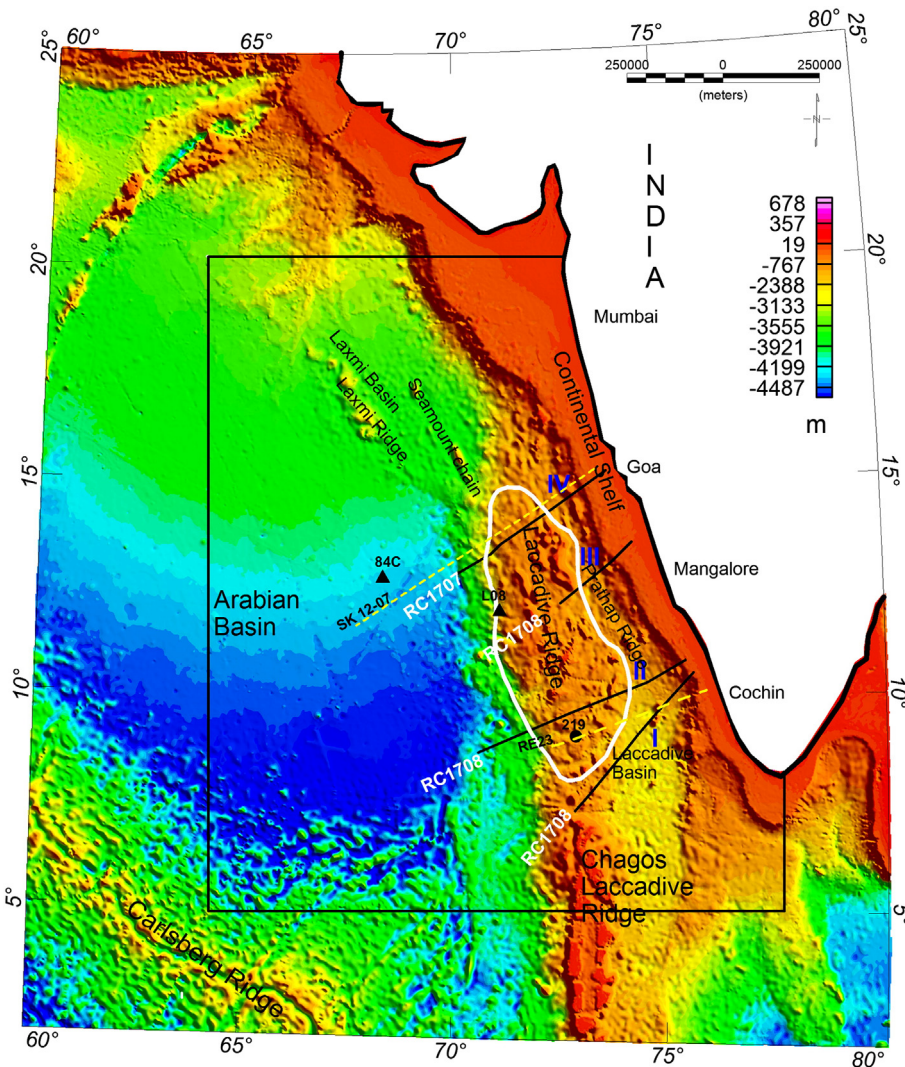 60°
65°
70°
75°
80°
25°
25°
250000
0
250000
(meters)
N
I
N
D
I
A
678
357
19
-767
-2388
-3133
-3555
-3921
-4199
-4487
m
20°
20°
Mumbai
Laxmi Basin
Laxmi Ridge
Seamount chain
Continental Shelf
15°
15°
Goa
IV
84C
SK 12-07
RC1707
L08
III
Laccadive Ridge
Prathap Ridge
Mangalore
Arabian
Basin
RC1708
II
10°
10°
Cochin
219
RE23
I
Laccadive
Basin
RC1708
RC1708
Chagos
Laccadive
Ridge
5°
5°
Carlsberg Ridge
60°
65°
70°
75°
80°